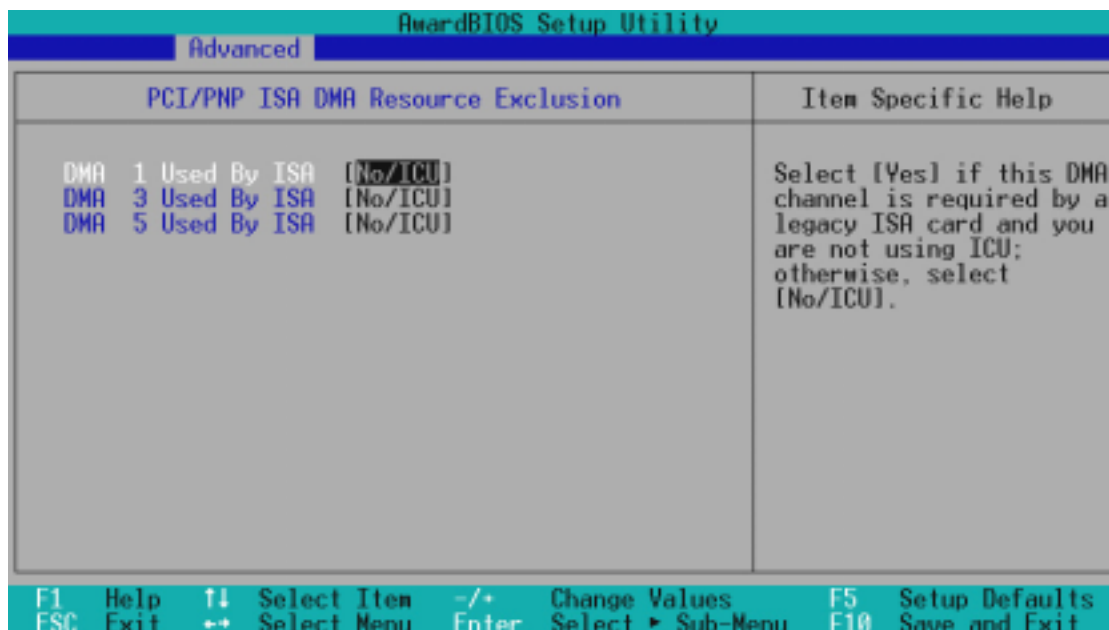 AwardBIOS Setup Utility
Advanced
PCI/PNP ISA DMA Resource Exclusion
Item Specific Help
DMA 1 Used By ISA [No/ICU]
DMA 3 Used By ISA [No/ICU]
DMA 5 Used By ISA [No/ICU]
Select [Yes] if this DMA
channel is required by a
legacy ISA card and you
are not using ICU;
otherwise, select
[No/ICU].
F1 Help ↑↓ Select Item -/+ Change Values F5 Setup Defaults
ESC Exit ←→ Select Menu Enter Select ► Sub-Menu F10 Save and Exit